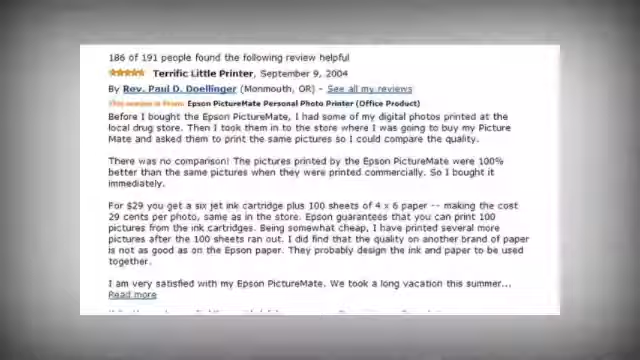 186 of 191 people found the following review helpful
Terrific Little Printer, September 9, 2004
By Rev. Paul D. Doellinger (Monmouth, OR) - See all my reviews
This review is from: Epson PictureMate Personal Photo Printer (Office Product)
Before I bought the Epson PictureMate, I had some of my digital photos printed at the
local drug store. Then I took them in to the store where I was going to buy my Picture
Mate and asked them to print the same pictures so I could compare the quality.
There was no comparison! The pictures printed by the Epson PictureMate were 100%
better than the same pictures when they were printed commercially. So I bought it
immediately.
For $29 you get a six jet ink cartridge plus 100 sheets of 4 x 6 paper -- making the cost
29 cents per photo, same as in the store. Epson guarantees that you can print 100
pictures from the ink cartridges. Being somewhat cheap, I have printed several more
pictures after the 100 sheets ran out. I did find that the quality on another brand of paper
is not as good as on the Epson paper. They probably design the ink and paper to be used
together.
I am very satisfied with my Epson PictureMate. We took a long vacation this summer...
Read more